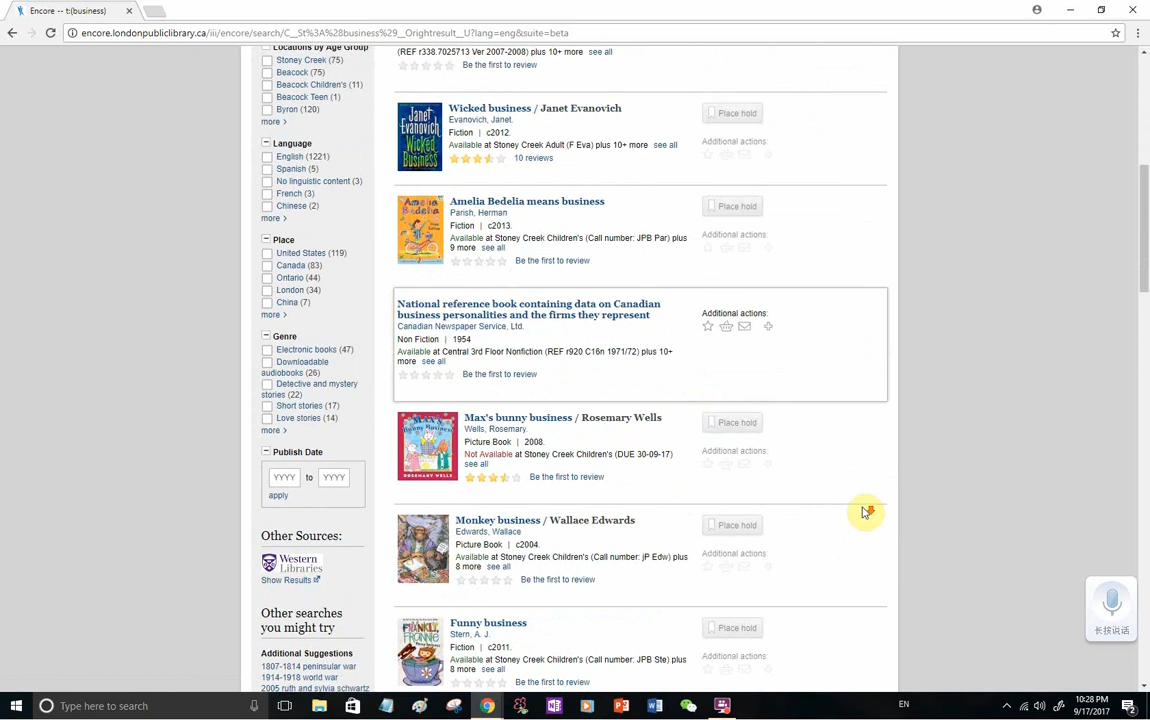 Encore -- t:(business)
encore.londonpubliclibrary.ca/iii/encore/search/C__St%3A%28business%29__Orightresult__U?lang=eng&suite=beta
Locations by Age Group
Stoney Creek (75)
Beacock (75)
Beacock Children's (11)
Beacock Teen (1)
Byron (120)
more >
Language
English (1221)
Spanish (5)
No linguistic content (3)
French (3)
Chinese (2)
more >
Place
United States (119)
Canada (83)
Ontario (44)
London (34)
China (7)
more >
Genre
Electronic books (47)
Downloadable
audiobooks (26)
Detective and mystery
stories (22)
Short stories (17)
Love stories (14)
more >
Publish Date
YYYY to YYYY
apply
Other Sources:
Western
Libraries
Show Results
Other searches
you might try
Additional Suggestions
1807-1814 peninsular war
1914-1918 world war
2005 ruth and sylvia schwartz
(REF r338.7025713 Ver 2007-2008) plus 10+ more see all
Be the first to review
Wicked business / Janet Evanovich
Evanovich, Janet.
Fiction | c2012.
Available at Stoney Creek Adult (F Eva) plus 10+ more see all
10 reviews
Place hold
Additional actions:
JANET
EVANOVICH
WICKED
BUSINESS
Amelia Bedelia means business
Parish, Herman
Fiction | c2013.
Available at Stoney Creek Children's (Call number: JPB Par) plus
9 more see all
Be the first to review
Place hold
Additional actions:
Amelia
Bedelia
National reference book containing data on Canadian
business personalities and the firms they represent
Canadian Newspaper Service, Ltd.
Non Fiction | 1954
Available at Central 3rd Floor Nonfiction (REF r920 C16n 1971/72) plus 10+
more see all
Be the first to review
Additional actions:
Max's bunny business / Rosemary Wells
Wells, Rosemary.
Picture Book | 2008.
Not Available at Stoney Creek Children's (DUE 30-09-17)
see all
Be the first to review
Place hold
Additional actions:
MAX'S
ROSEMARY WELLS
Monkey business / Wallace Edwards
Edwards, Wallace
Picture Book | c2004.
Available at Stoney Creek Children's (Call number: jP Edw) plus
8 more see all
Be the first to review
Place hold
Additional actions:
Funny business
Stern, A. J.
Fiction | c2011.
Available at Stoney Creek Children's (Call number: JPB Ste) plus
8 more see all
Be the first to review
Place hold
Additional actions:
FRANKLY,
FRANNIE
长按说话
Type here to search
EN
10:28 PM
9/17/2017
2